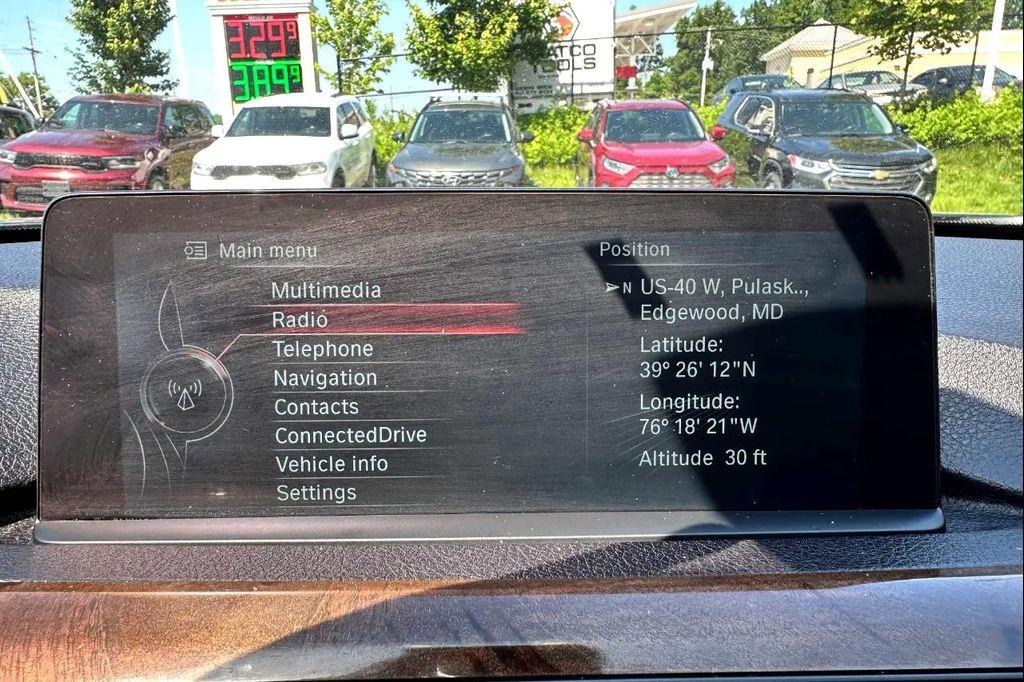 3.29 9
3.89 9
MATCO
TOOLS
Main menu
Multimedia
Radio
Telephone
Navigation
Contacts
ConnectedDrive
Vehicle info
Settings
Position
N US-40 W, Pulask..,
Edgewood, MD
Latitude:
39° 26' 12"N
Longitude:
76° 18' 21"W
Altitude 30 ft